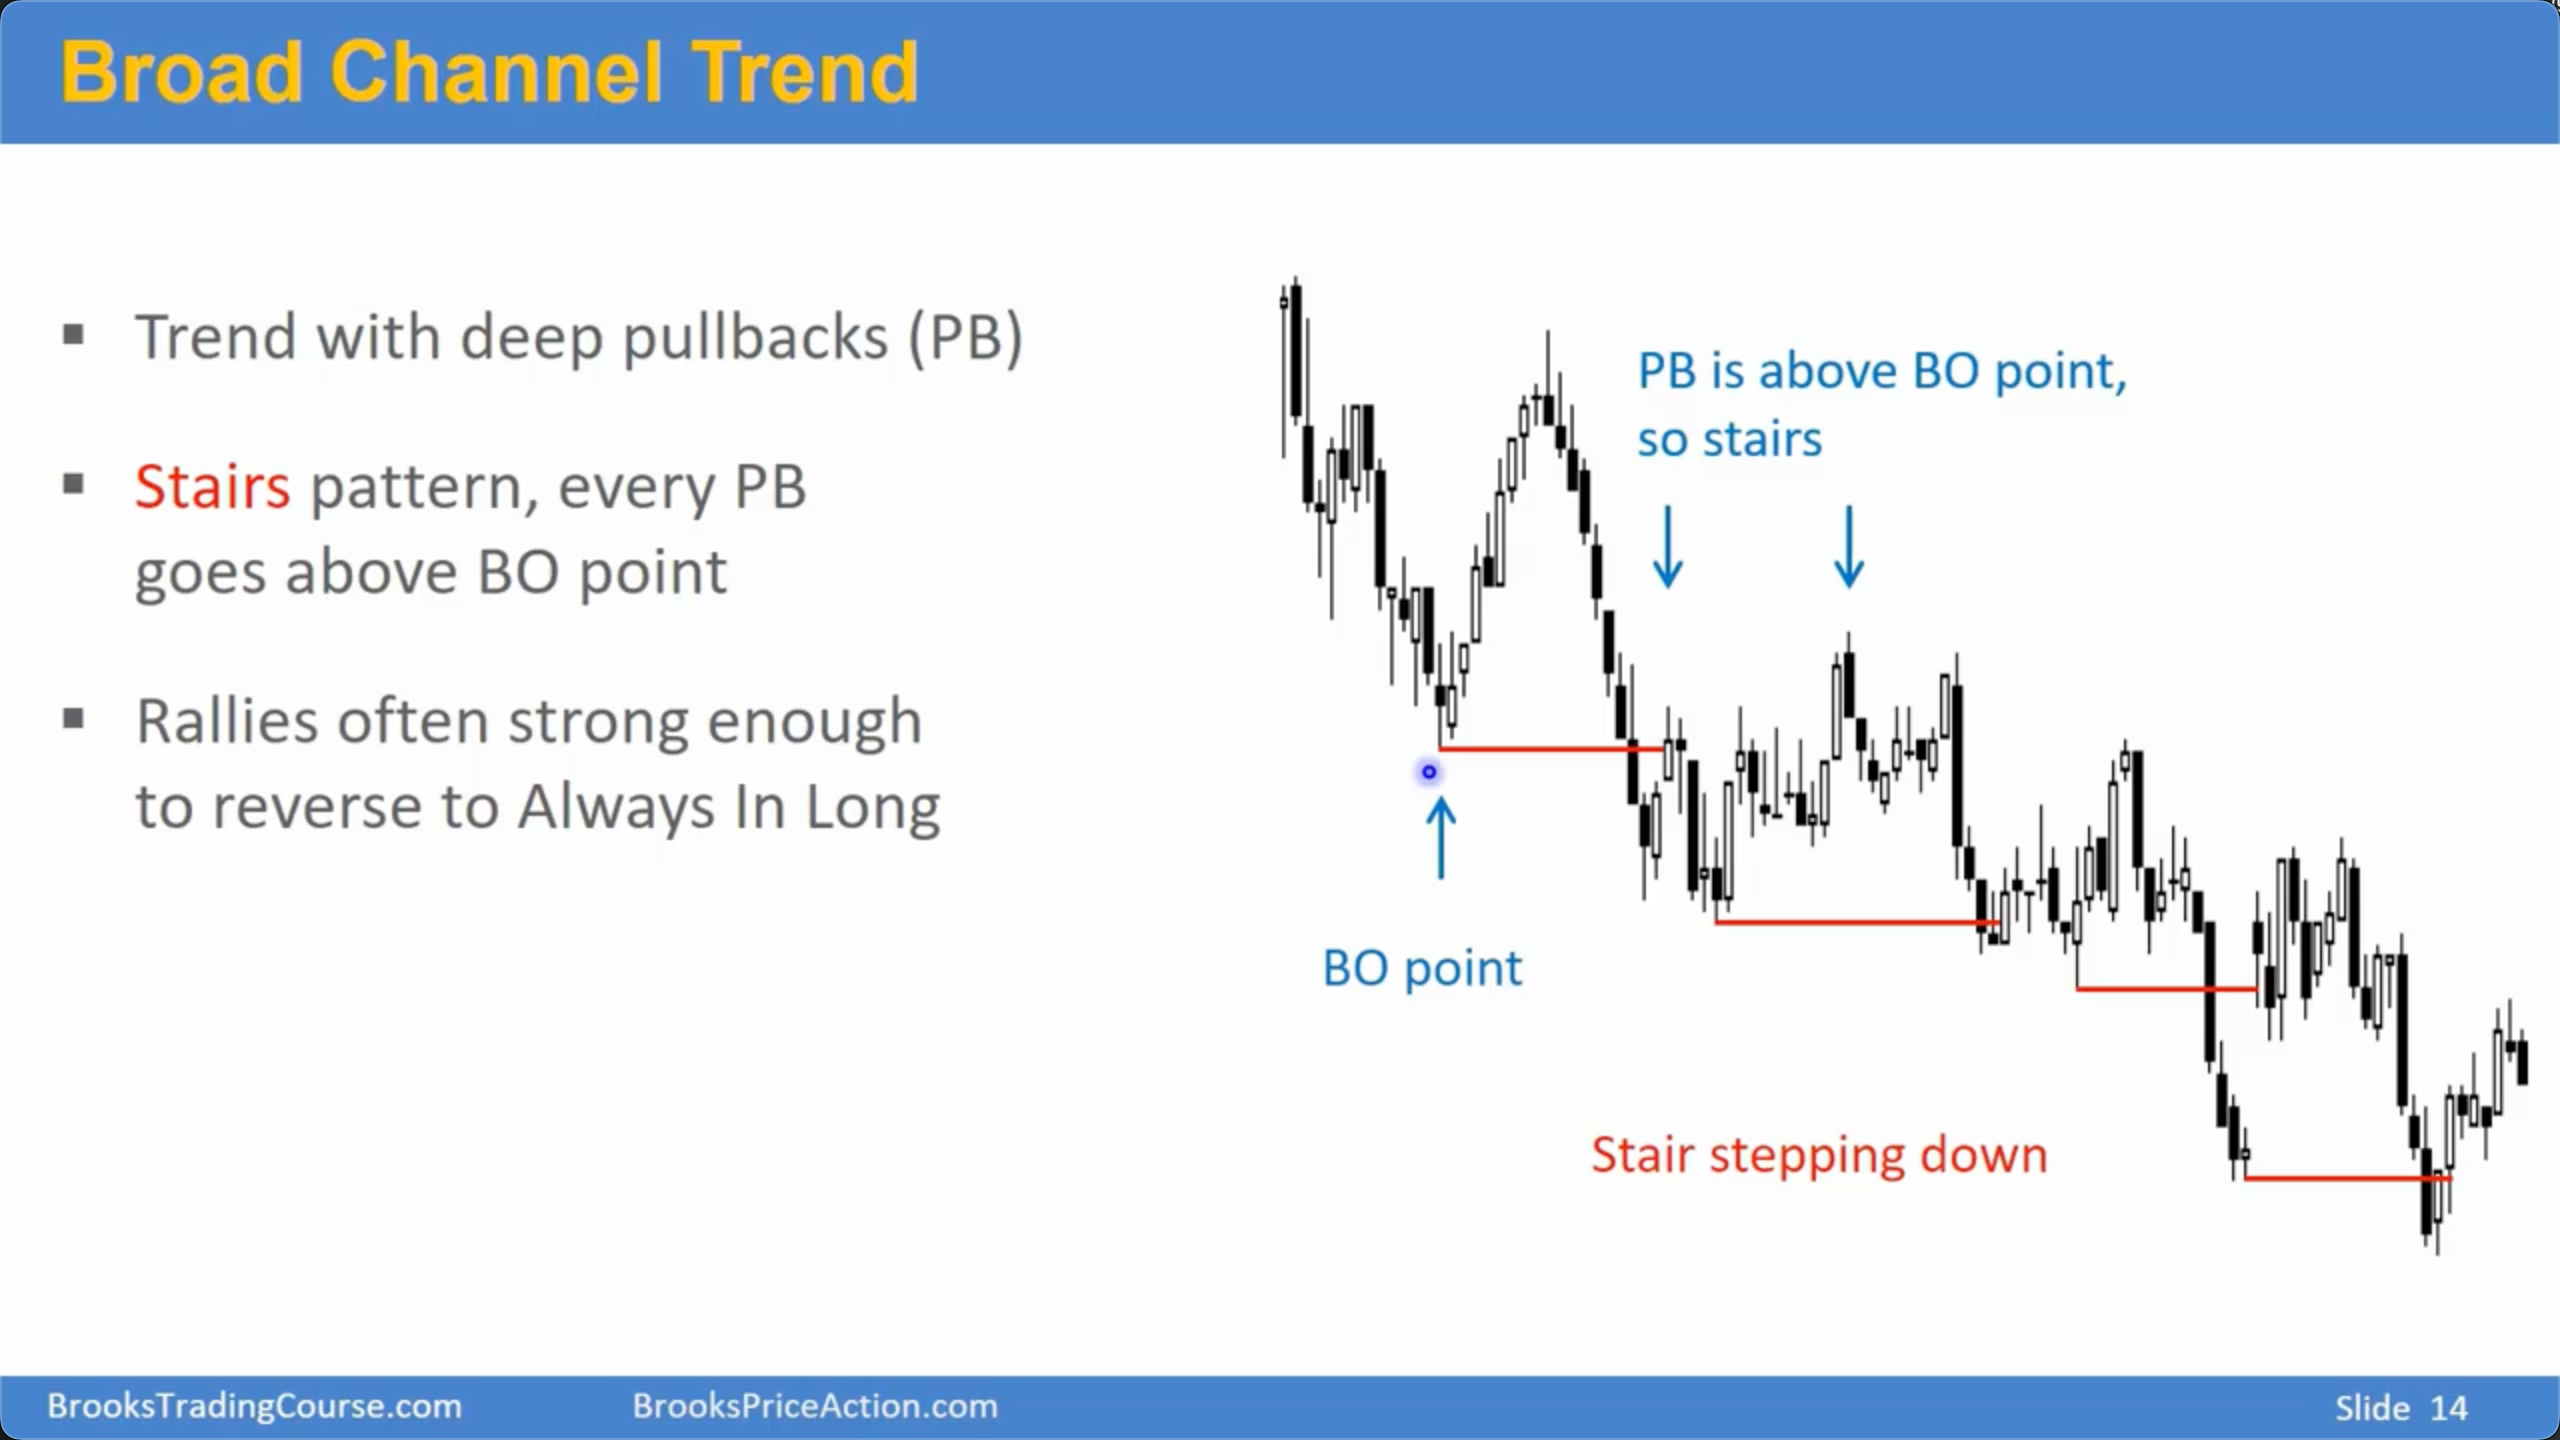 Broad Channel Trend
▪ Trend with deep pullbacks (PB)
▪ Stairs pattern, every PB
goes above BO point
▪ Rallies often strong enough
to reverse to Always In Long
PB is above BO point,
so stairs
BO point
Stair stepping down
BrooksTradingCourse.com
BrooksPriceAction.com
Slide 14